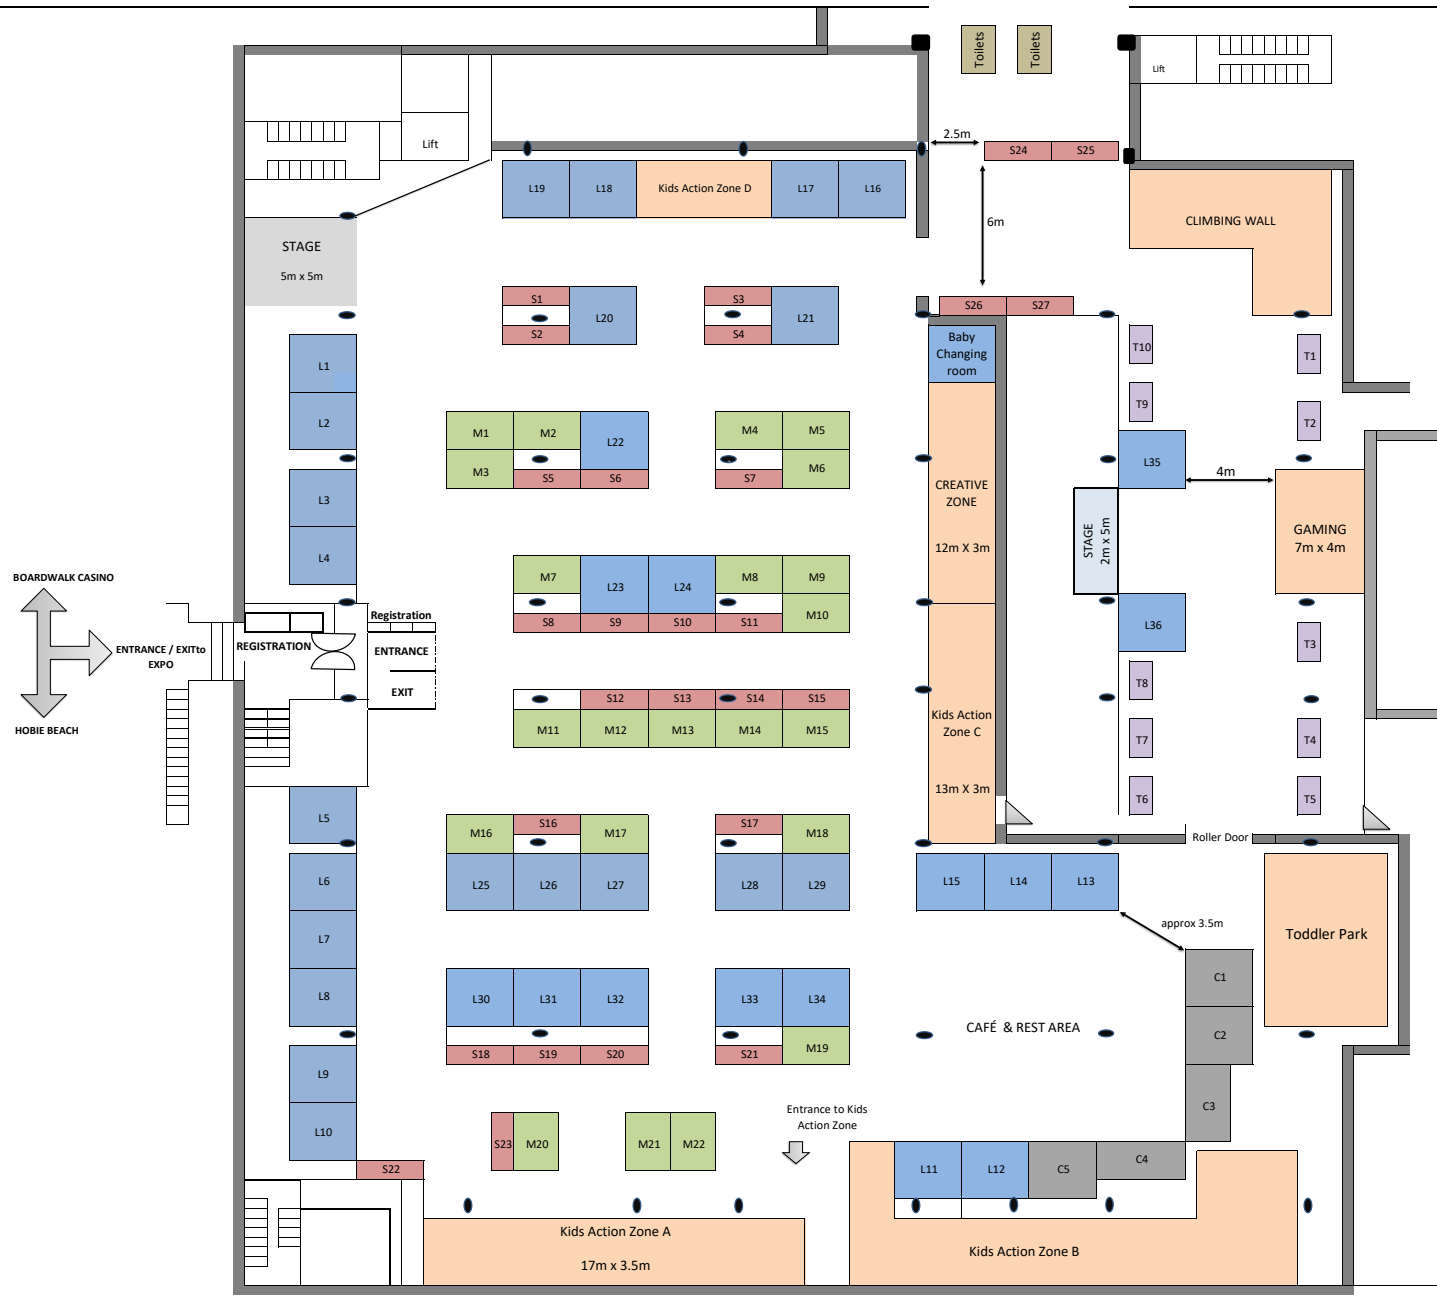 Toilets
Toilets
Lift
2.5m
Lift
S24
S25
L19
L18
Kids Action Zone D
L17
L16
6m
CLIMBING WALL
STAGE
5m x 5m
S1
S2
L20
S3
S4
L21
S26
S27
Baby
Changing
room
T10
T1
L1
L2
T9
T2
M1
M2
L22
M3
S5
S6
M4
M5
M6
S7
L35
4m
L3
L4
CREATIVE
ZONE
12m X 3m
STAGE
2m x 5m
GAMING
7m x 4m
M7
L23
L24
M8
M9
M10
S8
S9
S10
S11
L36
T3
BOARDWALK CASINO
ENTRANCE / EXITto
EXPO
HOBIE BEACH
REGISTRATION
Registration
ENTRANCE
EXIT
T8
S12
S13
S14
S15
M11
M12
M13
M14
M15
Kids Action
Zone C
13m X 3m
T7
T4
T6
T5
L5
M16
S16
M17
S17
M18
Roller Door
L6
L25
L26
L27
L28
L29
L15
L14
L13
approx 3.5m
Toddler Park
L7
L8
L30
L31
L32
L33
L34
C1
C2
CAFÉ & REST AREA
S18
S19
S20
S21
M19
L9
L10
C3
S23
M20
M21
M22
Entrance to Kids
Action Zone
S22
L11
L12
C5
C4
Kids Action Zone A
17m x 3.5m
Kids Action Zone B